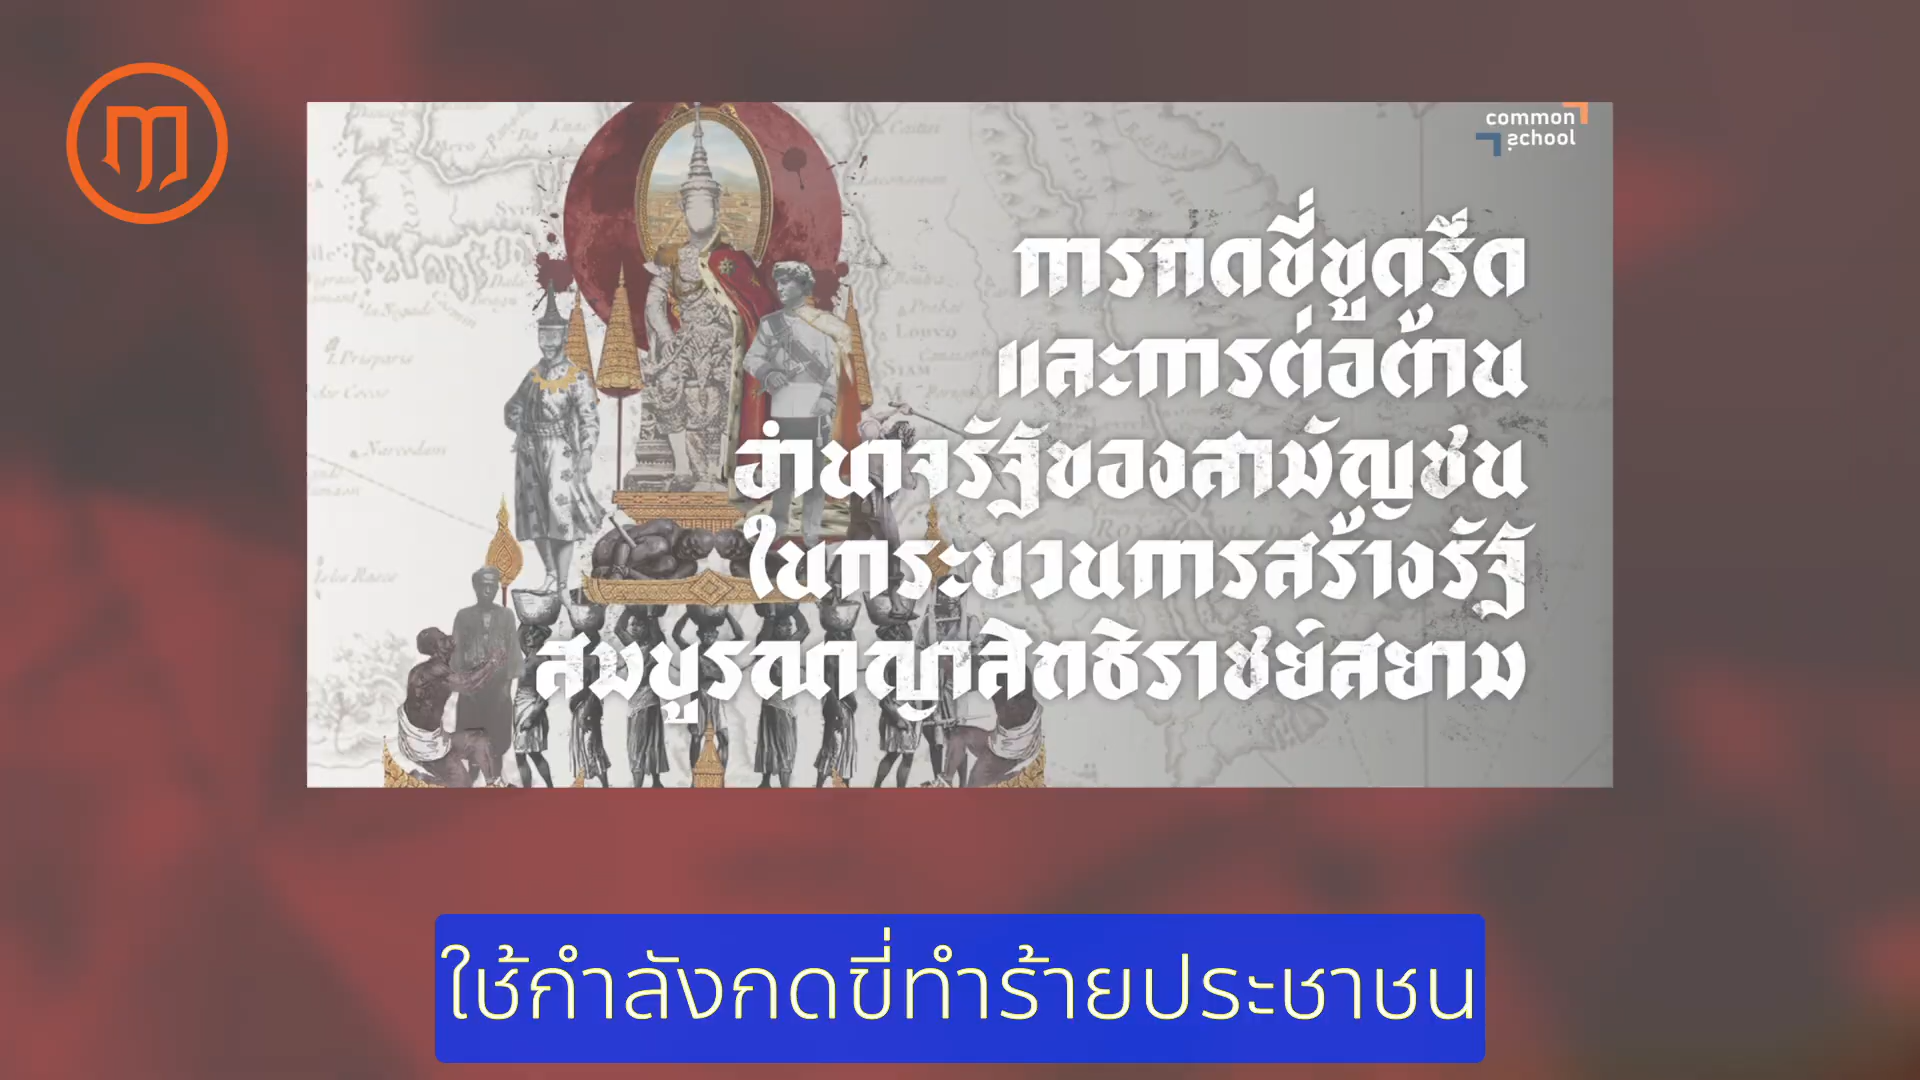 common
school
การกดขี่ขูดรีด
และการต่อต้าน
อำนาจรัฐของสามัญชน
ในกระบวนการสร้างรัฐ
สมบูรณาญาสิทธิราชย์สยาม
Louvo
SIAM
Narcodam
I. Prisparis
ใช้กำลังกดขี่ทำร้ายประชาชน